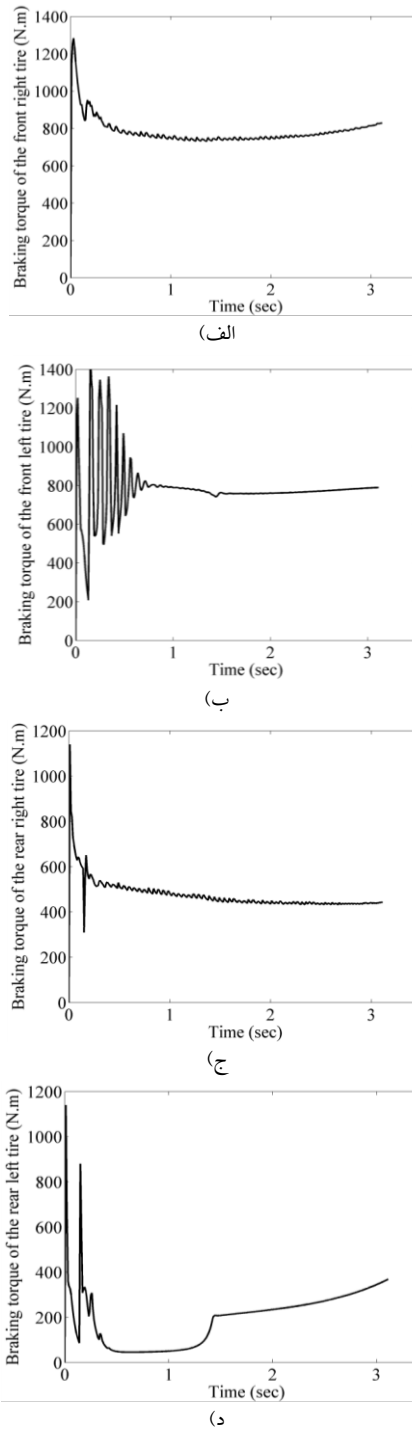 Braking torque of the front right tire (N.m)
1400
1200
1000
800
600
400
200
0
0 1 2 3
Time (sec)
الف)
Braking torque of the front left tire (N.m)
1400
1200
1000
800
600
400
200
0
0 1 2 3
Time (sec)
ب)
Braking torque of the rear right tire (N.m)
1200
1000
800
600
400
200
0
0 1 2 3
Time (sec)
ج)
Braking torque of the rear left tire (N.m)
1200
1000
800
600
400
200
0
0 1 2 3
Time (sec)
د)